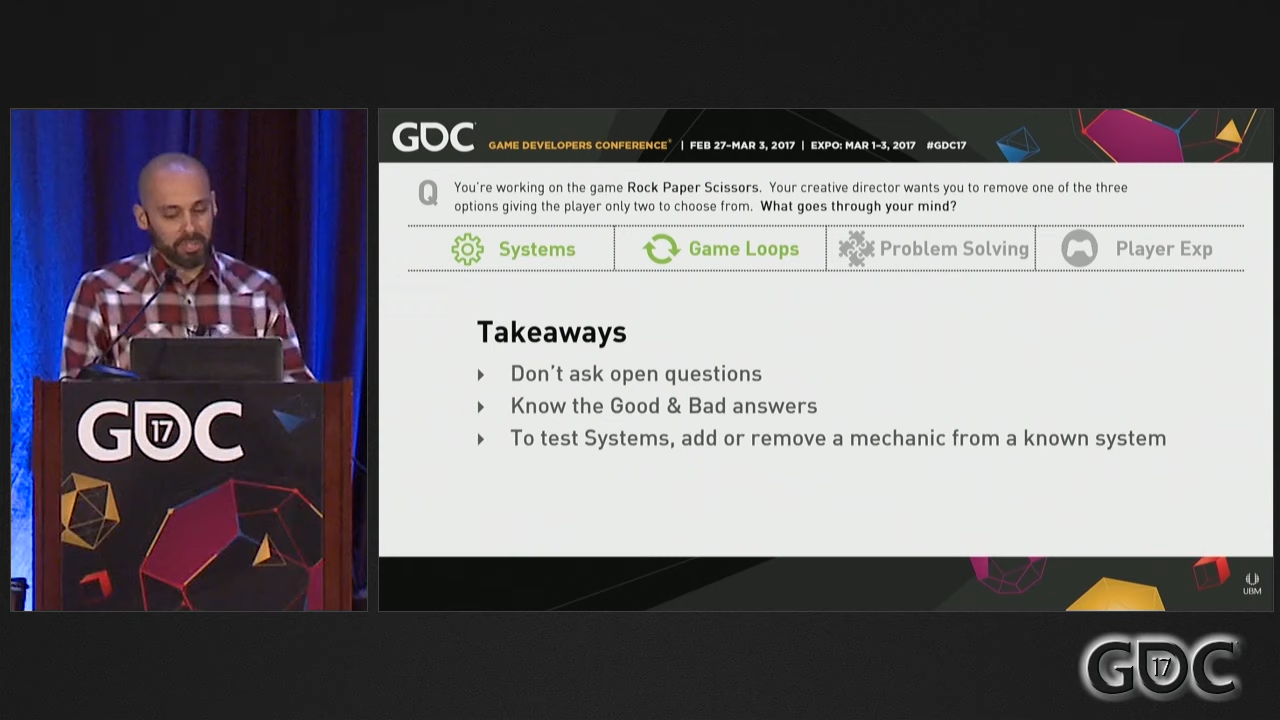 GDC
GAME DEVELOPERS CONFERENCE® | FEB 27-MAR 3, 2017 | EXPO: MAR 1-3, 2017 #GDC17
Q
You're working on the game Rock Paper Scissors. Your creative director wants you to remove one of the three
options giving the player only two to choose from. What goes through your mind?
Systems
Game Loops
Problem Solving
Player Exp
Takeaways
Don't ask open questions
Know the Good & Bad answers
To test Systems, add or remove a mechanic from a known system
GDC 17
UBM
GDC 17